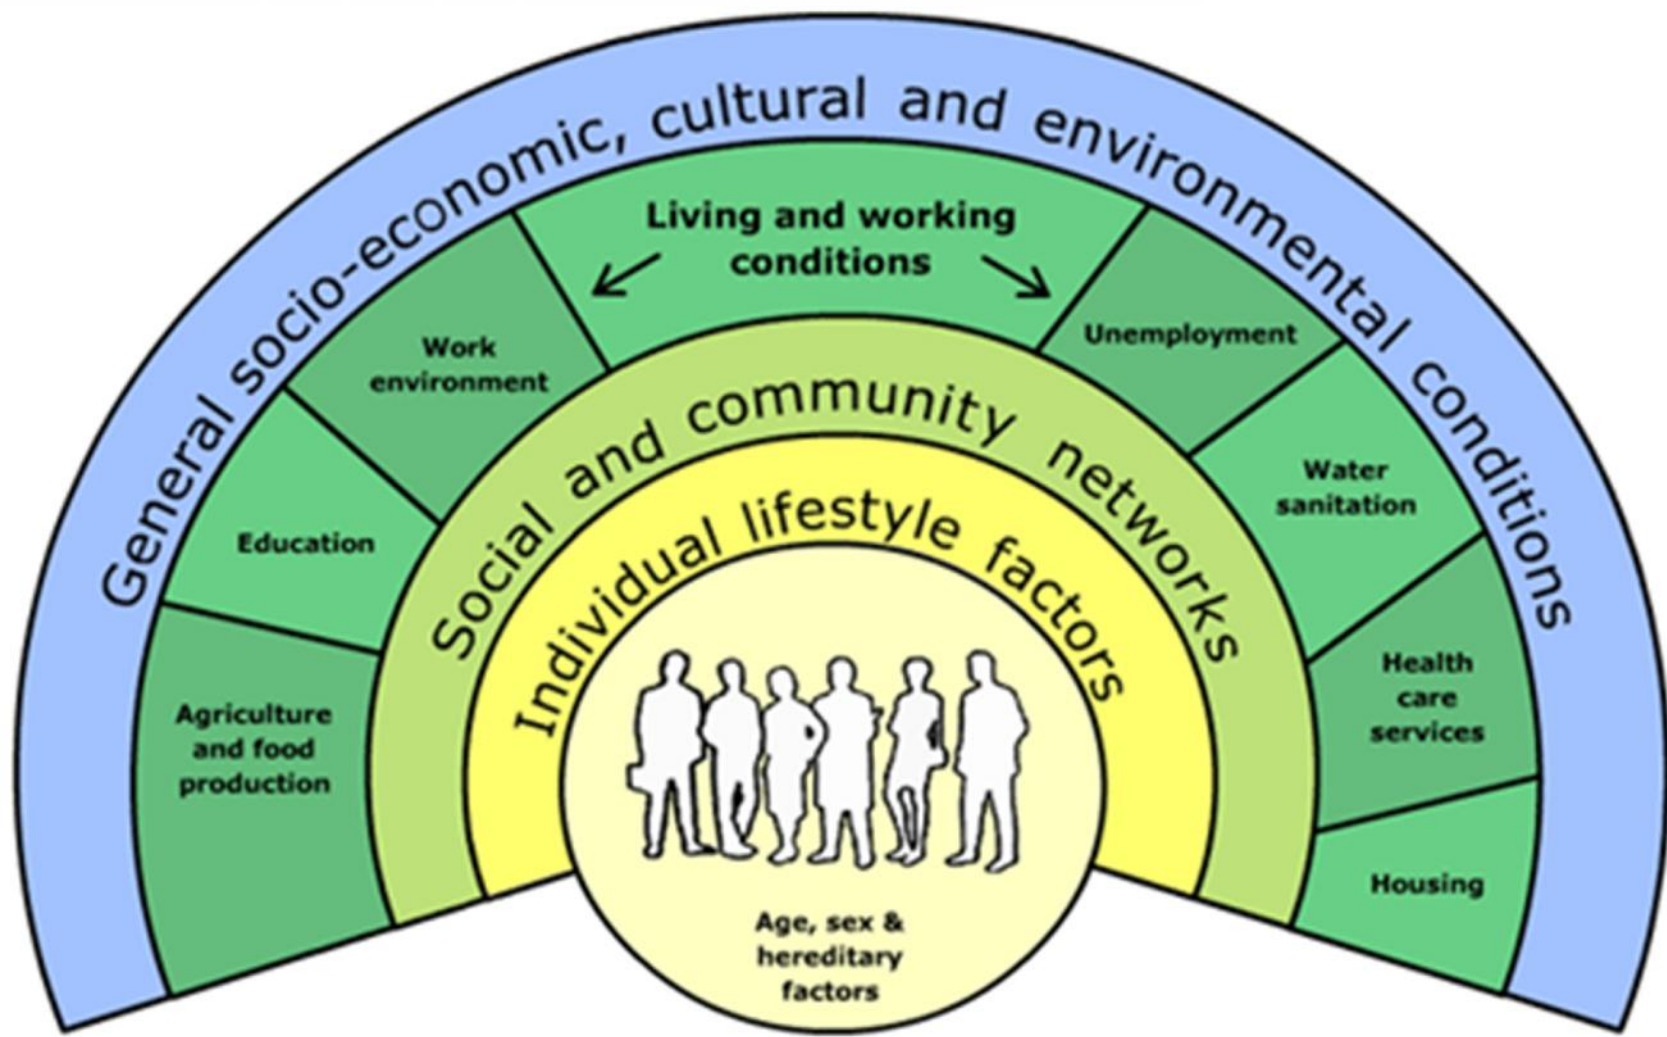 General socio-economic, cultural and environmental conditions
Living and working
conditions
Agriculture
and food
production
Education
Work
environment
Unemployment
Water
sanitation
Health
care
services
Housing
Social and community networks
Individual lifestyle factors
Age, sex &
hereditary
factors